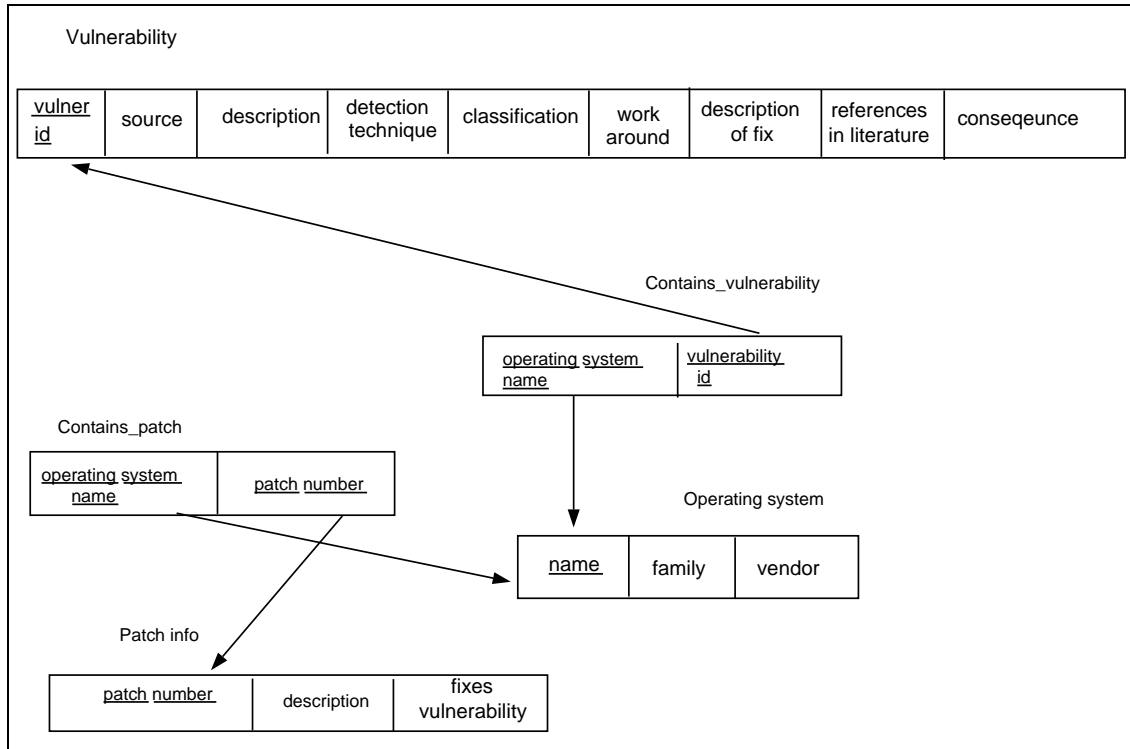 Vulnerability
vulner
id
source
description
detection
technique
classification
work
around
description
of fix
references
in literature
conseqeunce
Contains_vulnerability
operating system
name
vulnerability
id
Contains_patch
operating system
name
patch number
Operating system
name
family
vendor
Patch info
patch number
description
fixes
vulnerability